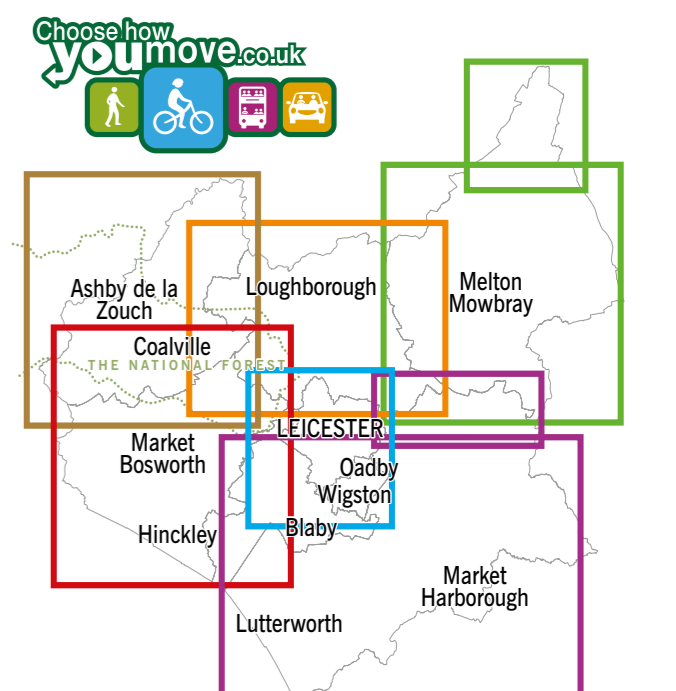 Choose how
youmove.co.uk
Ashby de la
Zouch
Loughborough
Melton
Mowbray
Coalville
THE NATIONAL FOREST
LEICESTER
Market
Bosworth
Oadby
Wigston
Hinckley
Blaby
Market
Harborough
Lutterworth